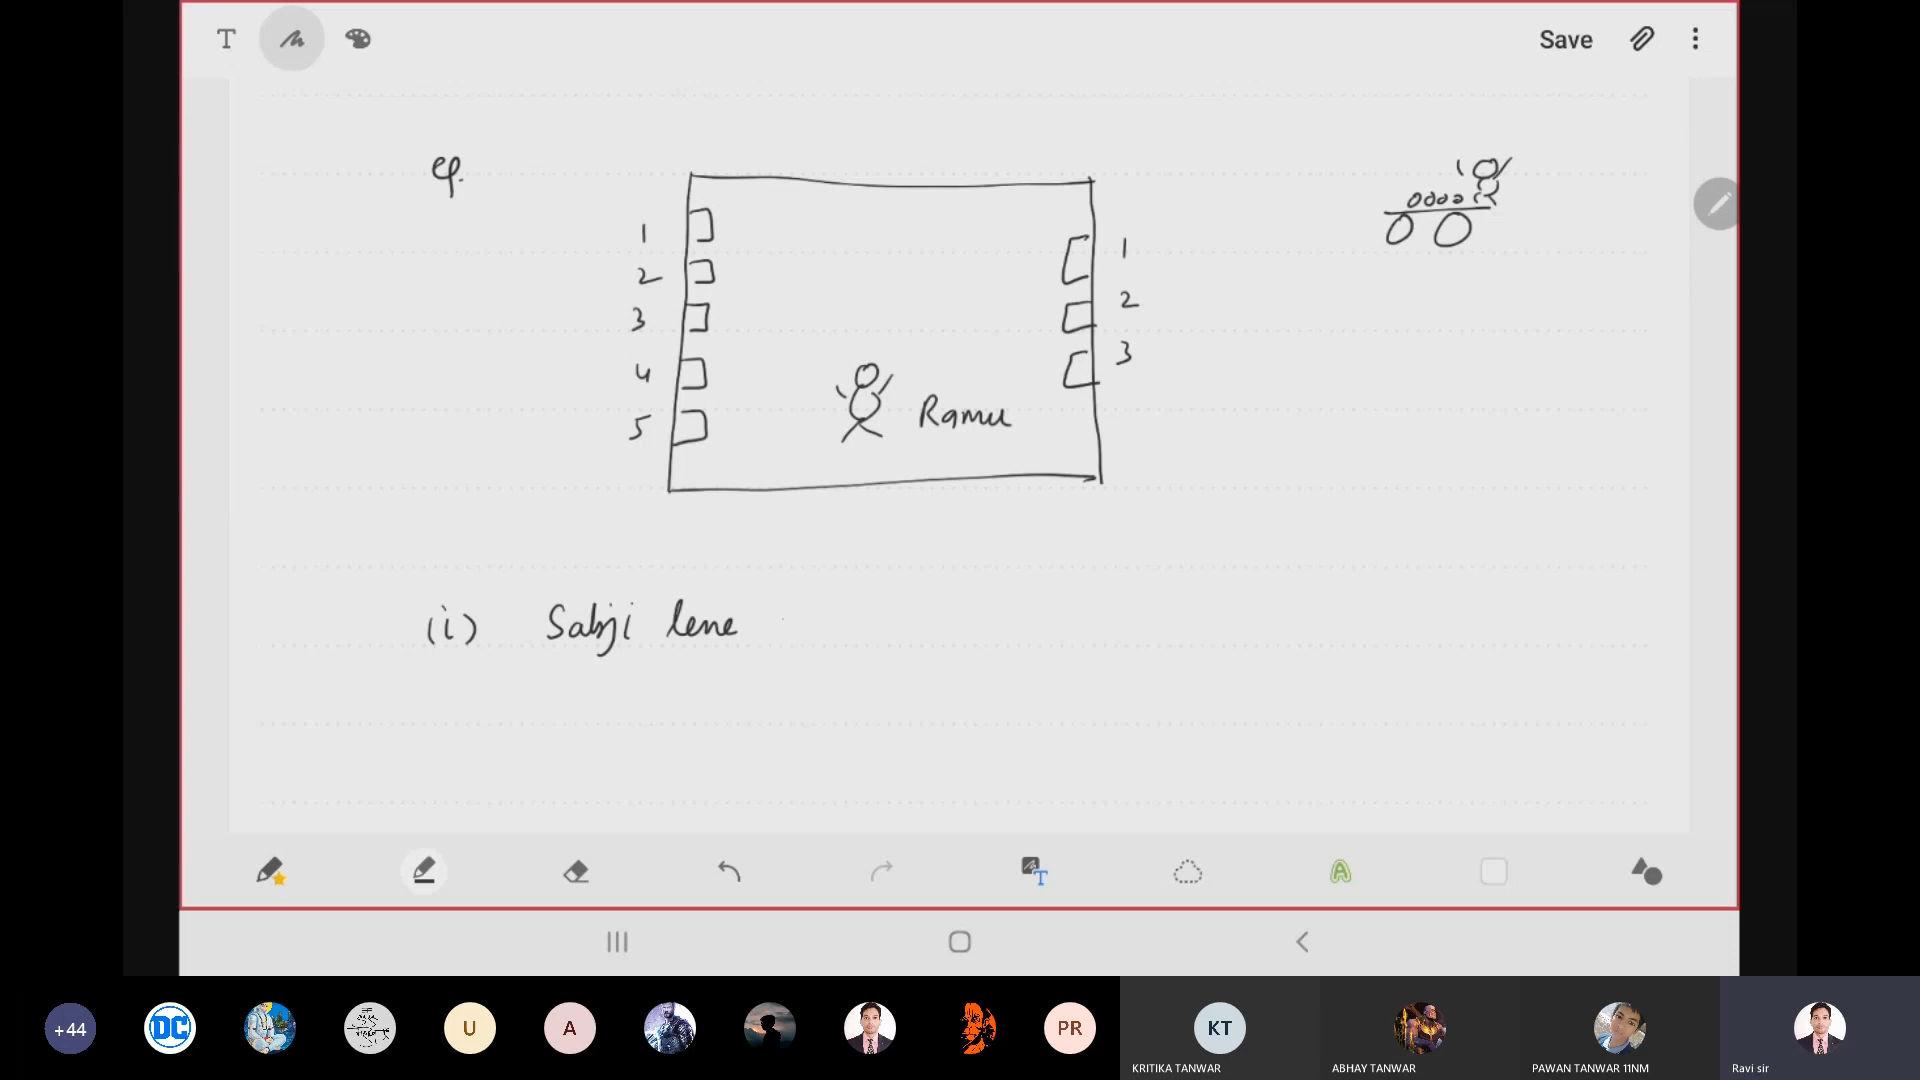 T
Save
eg.
1
2
3
4
5
1
2
3
Ramu
(i) Sabji lene
T
A
+44
DC
U
A
PR
KT
KRITIKA TANWAR
ABHAY TANWAR
PAWAN TANWAR 11NM
Ravi sir